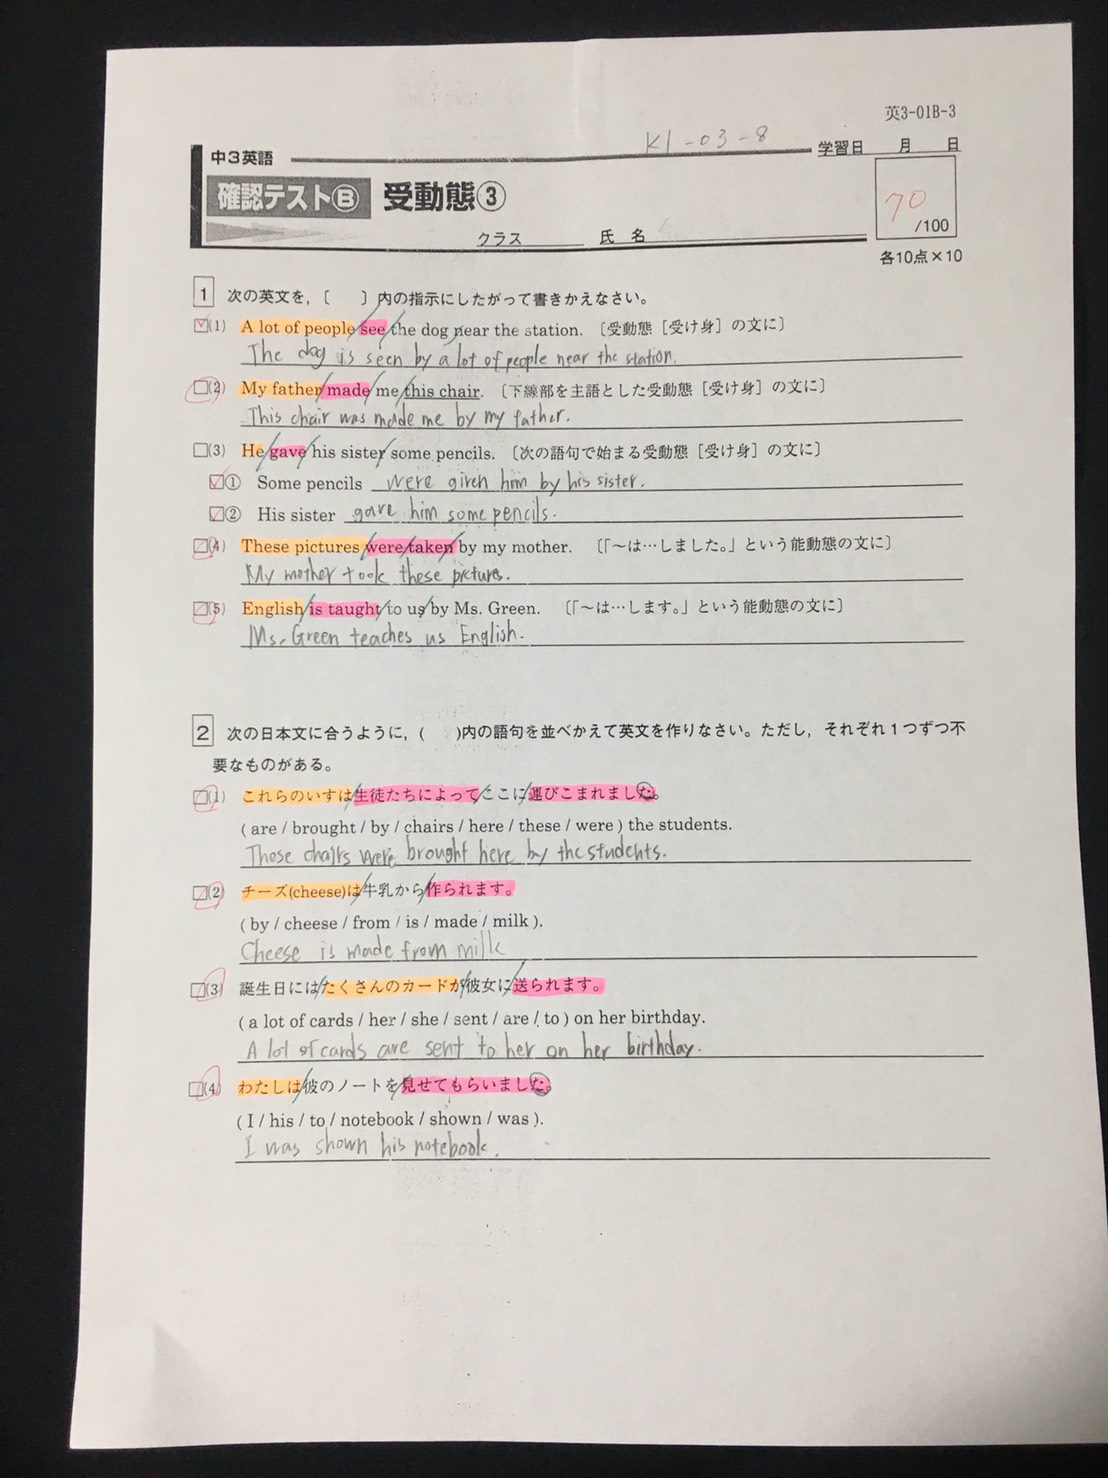 英3-01B-3
K1-03-8
中3英語
学習日 月 日
確認テストⒷ 受動態③
70
/100
クラス 氏名
各10点×10
1 次の英文を,〔 〕内の指示にしたがって書きかえなさい。
(1) A lot of people see the dog near the station. 〔受動態［受け身］の文に〕
The dog is seen by a lot of people near the station.
(2) My father made me this chair. 〔下線部を主語とした受動態［受け身］の文に〕
This chair was made me by my father.
(3) He gave his sister some pencils. 〔次の語句で始まる受動態［受け身］の文に〕
① Some pencils were given him by his sister.
② His sister gave him some pencils.
(4) These pictures were taken by my mother. 〔「～は…しました。」という能動態の文に〕
My mother took these pictures.
(5) English is taught to us by Ms. Green. 〔「～は…します。」という能動態の文に〕
Ms. Green teaches us English.
2 次の日本文に合うように,( )内の語句を並べかえて英文を作りなさい。ただし,それぞれ1つずつ不
要なものがある。
(1) これらのいすは生徒たちによってここに運びこまれました。
( are / brought / by / chairs / here / these / were ) the students.
These chairs were brought here by the students.
(2) チーズ(cheese)は牛乳から作られます。
( by / cheese / from / is / made / milk ).
Cheese is made from milk
(3) 誕生日にはたくさんのカードが彼女に送られます。
( a lot of cards / her / she / sent / are / to ) on her birthday.
A lot of cards are sent to her on her birthday.
(4) わたしは彼のノートを見せてもらいました。
( I / his / to / notebook / shown / was ).
I was shown his notebook.